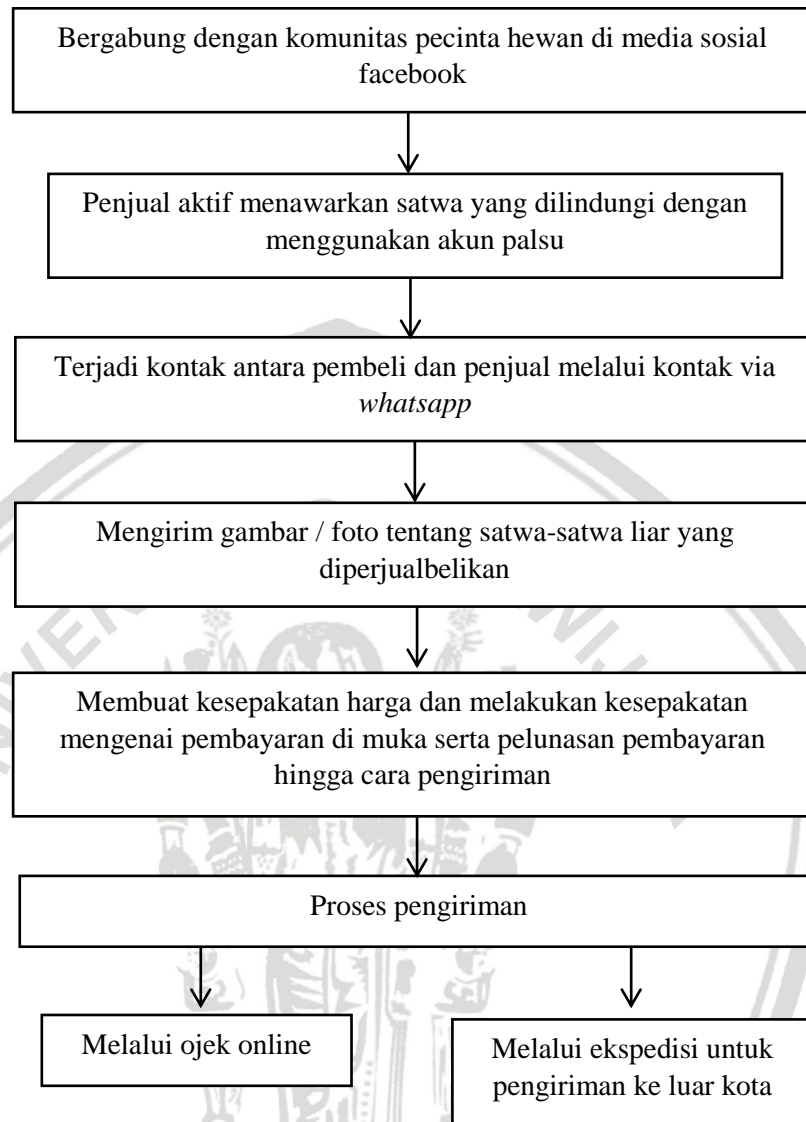 Bergabung dengan komunitas pecinta hewan di media sosial
facebook
Penjual aktif menawarkan satwa yang dilindungi dengan
menggunakan akun palsu
Terjadi kontak antara pembeli dan penjual melalui kontak via
whatsapp
Mengirim gambar / foto tentang satwa-satwa liar yang
diperjualbelikan
Membuat kesepakatan harga dan melakukan kesepakatan
mengenai pembayaran di muka serta pelunasan pembayaran
hingga cara pengiriman
Proses pengiriman
Melalui ojek online
Melalui ekspedisi untuk
pengiriman ke luar kota